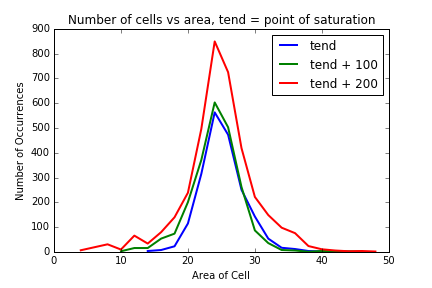 Number of cells vs area, tend = point of saturation
900
800
700
600
500
400
300
200
100
0
Number of Occurrences
tend
tend + 100
tend + 200
0 10 20 30 40 50
Area of Cell